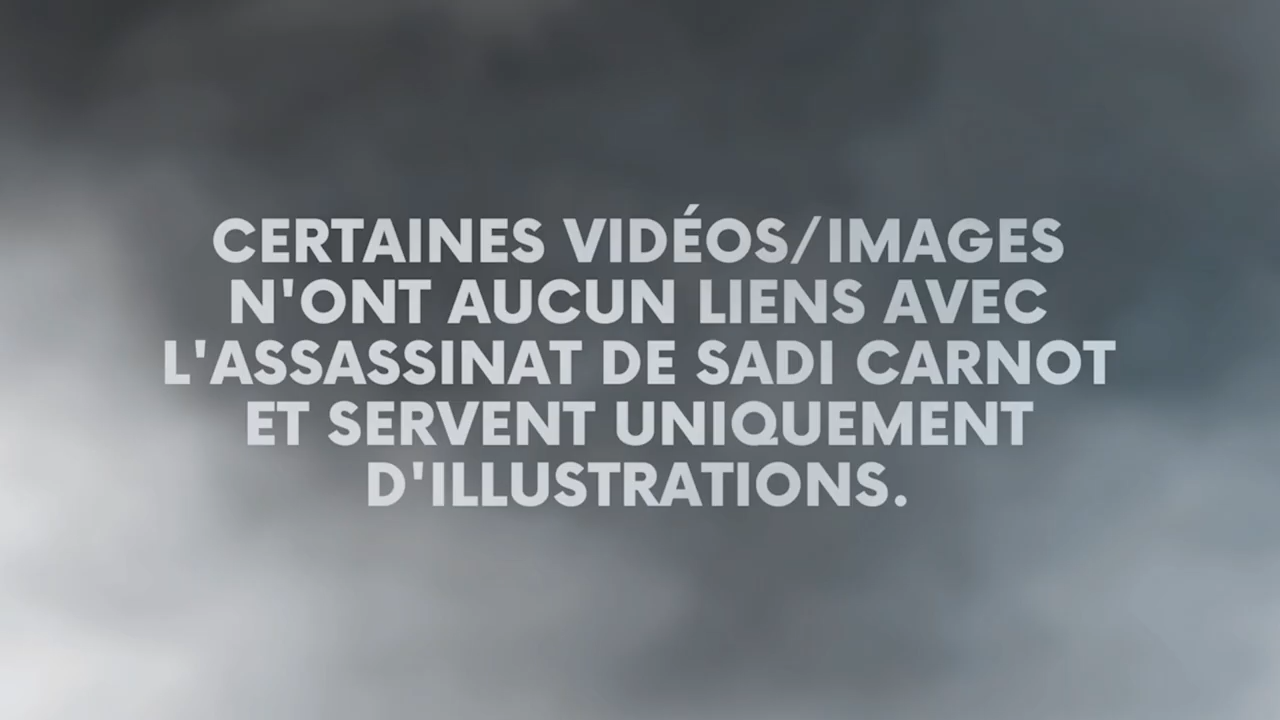 CERTAINES VIDÉOS/IMAGES
N'ONT AUCUN LIENS AVEC
L'ASSASSINAT DE SADI CARNOT
ET SERVENT UNIQUEMENT
D'ILLUSTRATIONS.